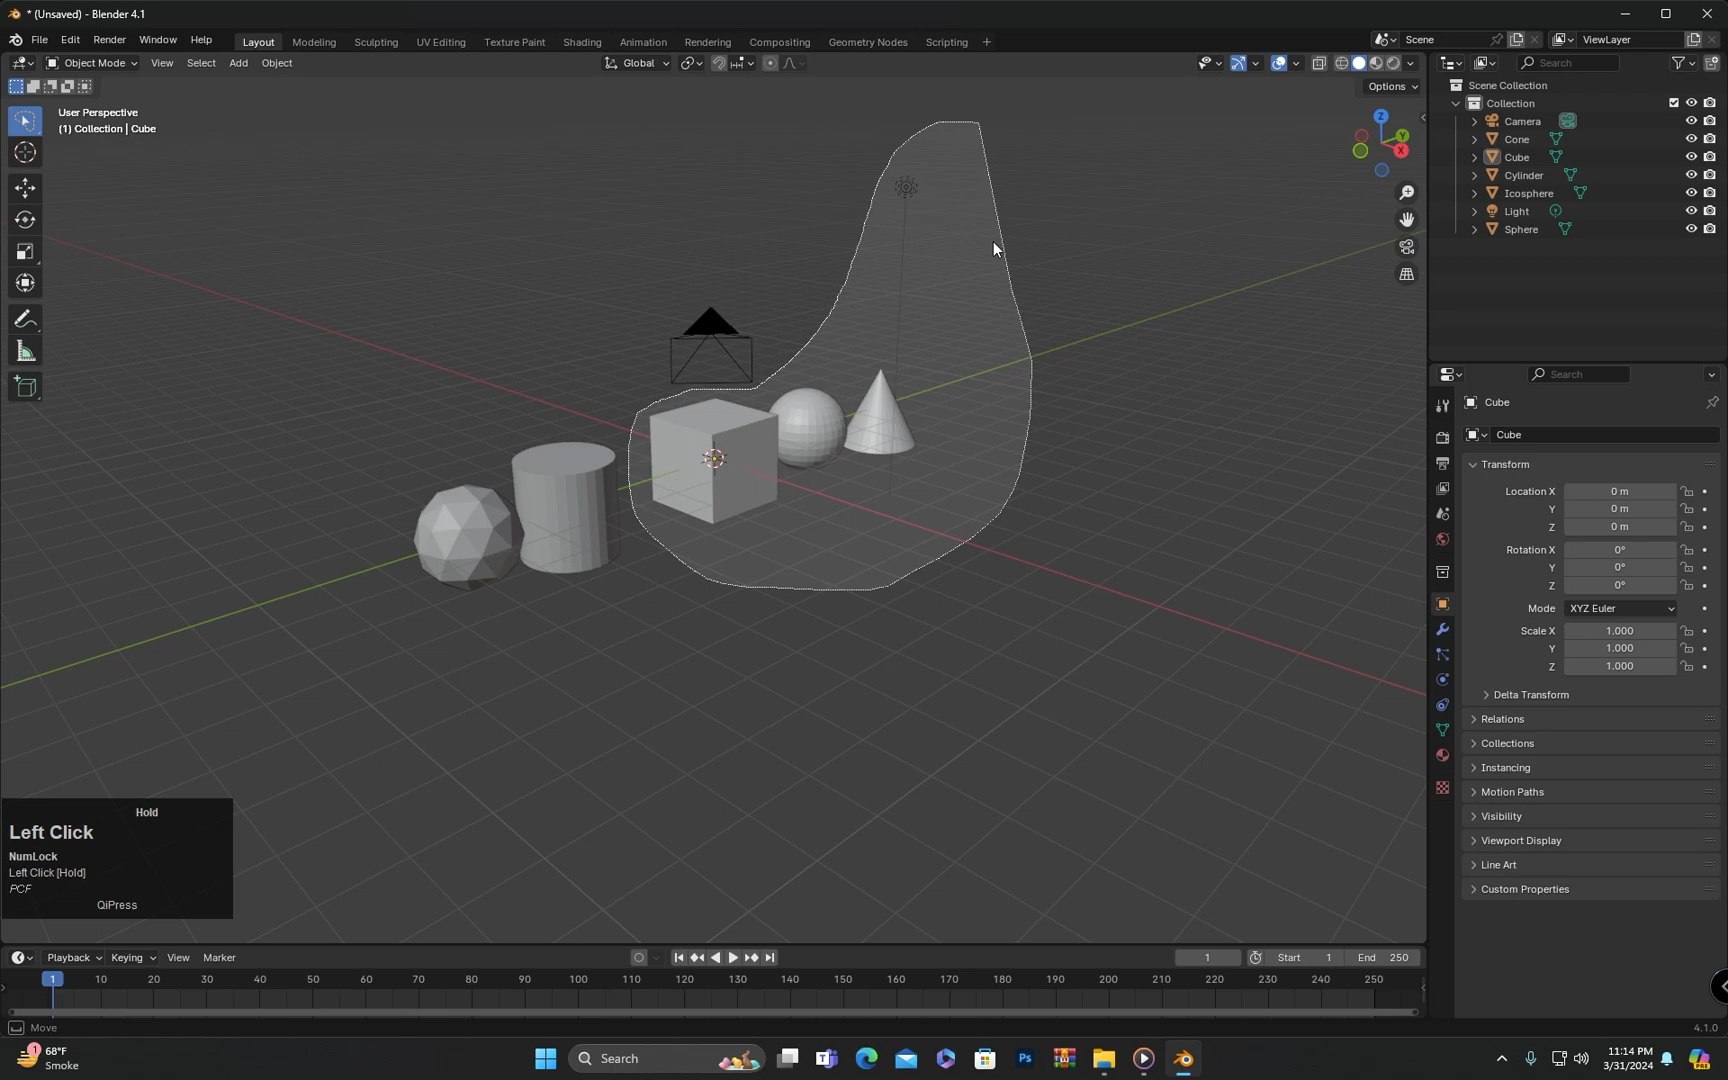 * (Unsaved) - Blender 4.1
File Edit Render Window Help Layout Modeling Sculpting UV Editing Texture Paint Shading Animation Rendering Compositing Geometry Nodes Scripting + Scene ViewLayer
Object Mode View Select Add Object Global Search
Options
Scene Collection
Collection
Camera
Cone
Cube
Cylinder
Icosphere
Light
Sphere
User Perspective
(1) Collection | Cube
Z
Y
X
Search
Cube
Cube
Transform
Location X 0 m
Y 0 m
Z 0 m
Rotation X 0°
Y 0°
Z 0°
Mode XYZ Euler
Scale X 1.000
Y 1.000
Z 1.000
Delta Transform
Relations
Collections
Instancing
Motion Paths
Visibility
Viewport Display
Line Art
Custom Properties
Hold
Left Click
NumLock
Left Click [Hold]
PCF
QiPress
Playback Keying View Marker 1 Start 1 End 250
1 10 20 30 40 50 60 70 80 90 100 110 120 130 140 150 160 170 180 190 200 210 220 230 240 250
Move 4.1.0
1 68°F
Smoke
Search
Ps
PRE
11:14 PM
3/31/2024